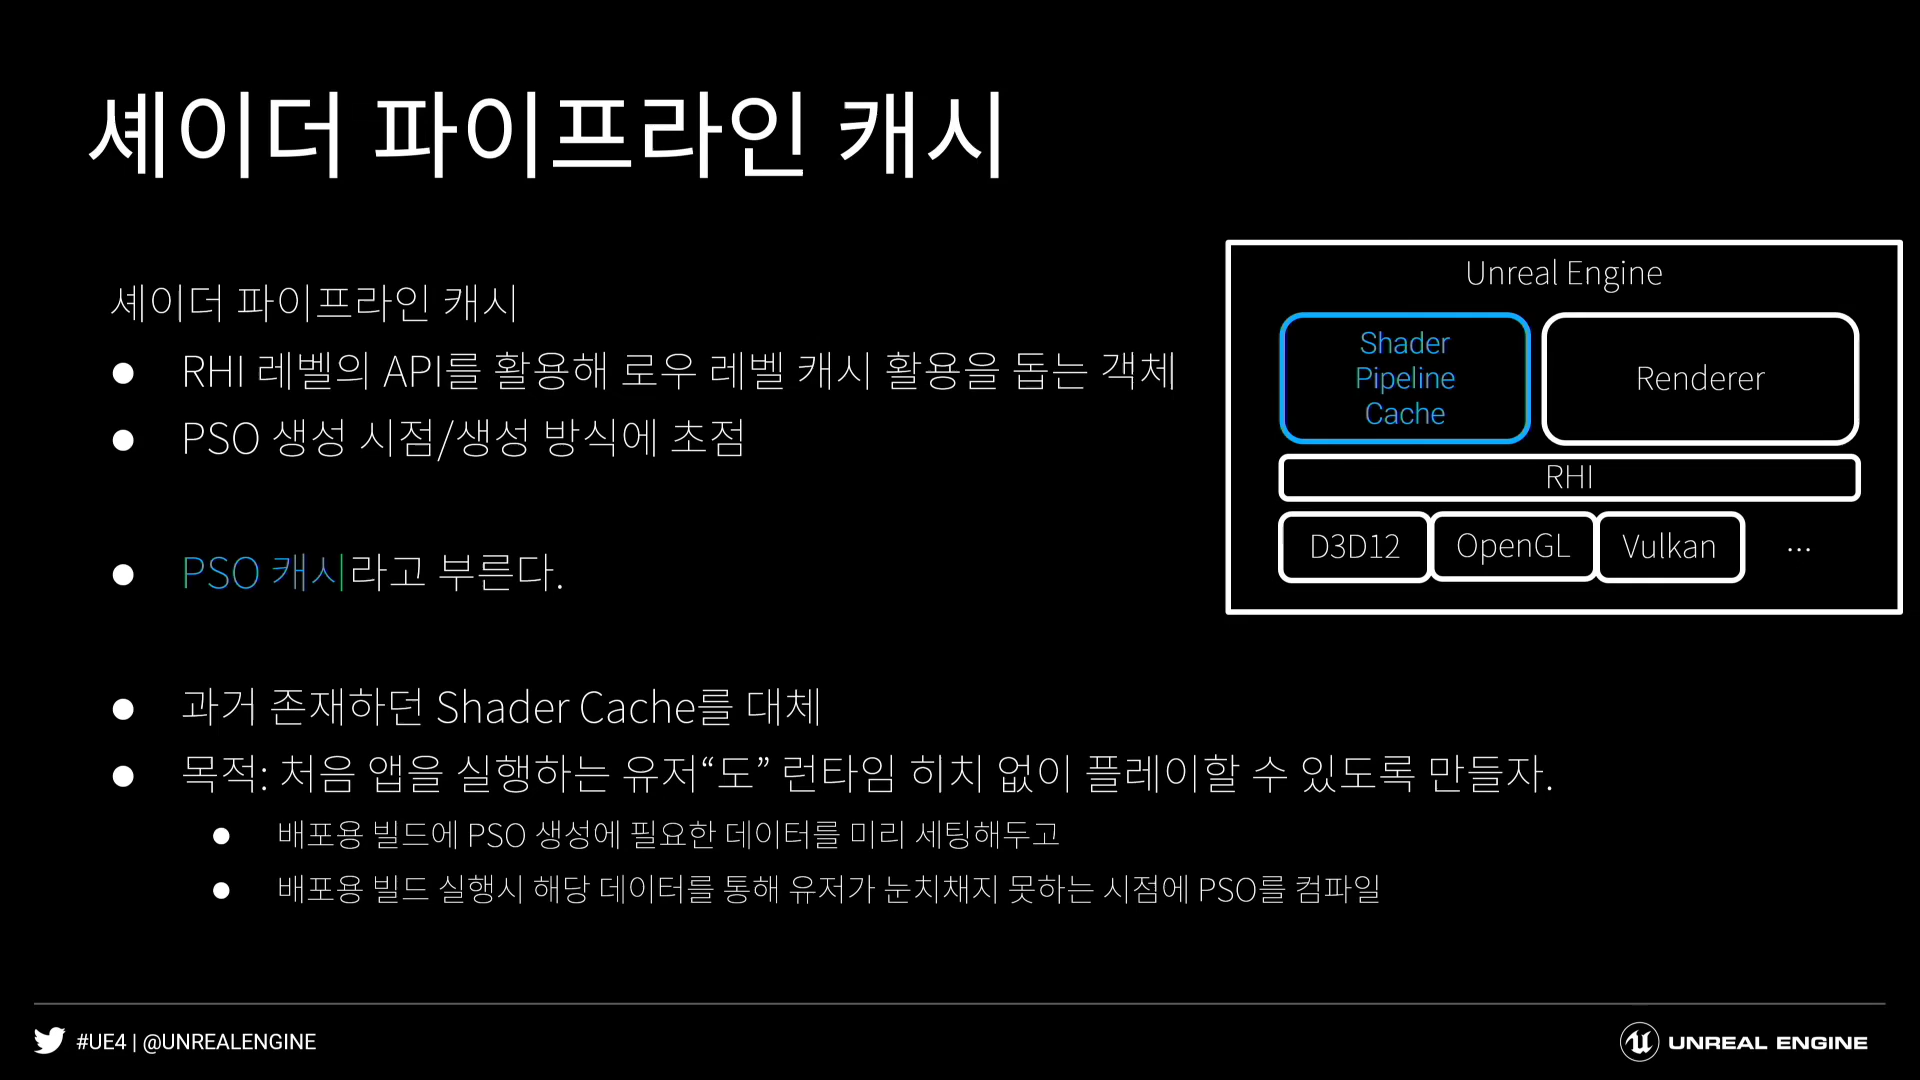 셰이더 파이프라인 캐시
셰이더 파이프라인 캐시
● RHI 레벨의 API를 활용해 로우 레벨 캐시 활용을 돕는 객체
● PSO 생성 시점/생성 방식에 초점
● PSO 캐시라고 부른다.
● 과거 존재하던 Shader Cache를 대체
● 목적: 처음 앱을 실행하는 유저“도” 런타임 히치 없이 플레이할 수 있도록 만들자.
● 배포용 빌드에 PSO 생성에 필요한 데이터를 미리 세팅해두고
● 배포용 빌드 실행시 해당 데이터를 통해 유저가 눈치채지 못하는 시점에 PSO를 컴파일
Unreal Engine
Shader
Pipeline
Cache
Renderer
RHI
D3D12
OpenGL
Vulkan
...
#UE4 | @UNREALENGINE
UNREAL ENGINE